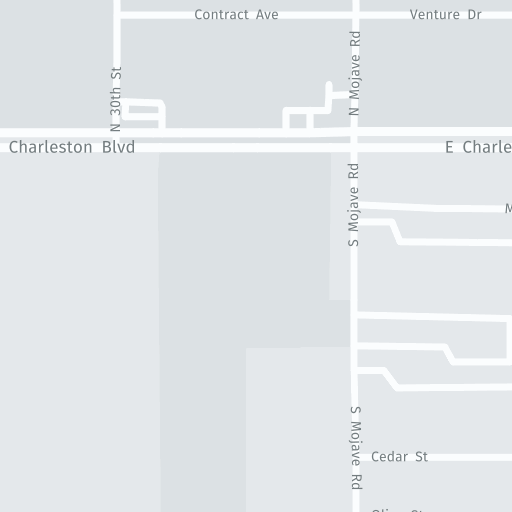 Contract Ave
Venture Dr
N Mojave Rd
N 30th St
Charleston Blvd
E Charle
S Mojave Rd
M
S Mojave Rd
Cedar St